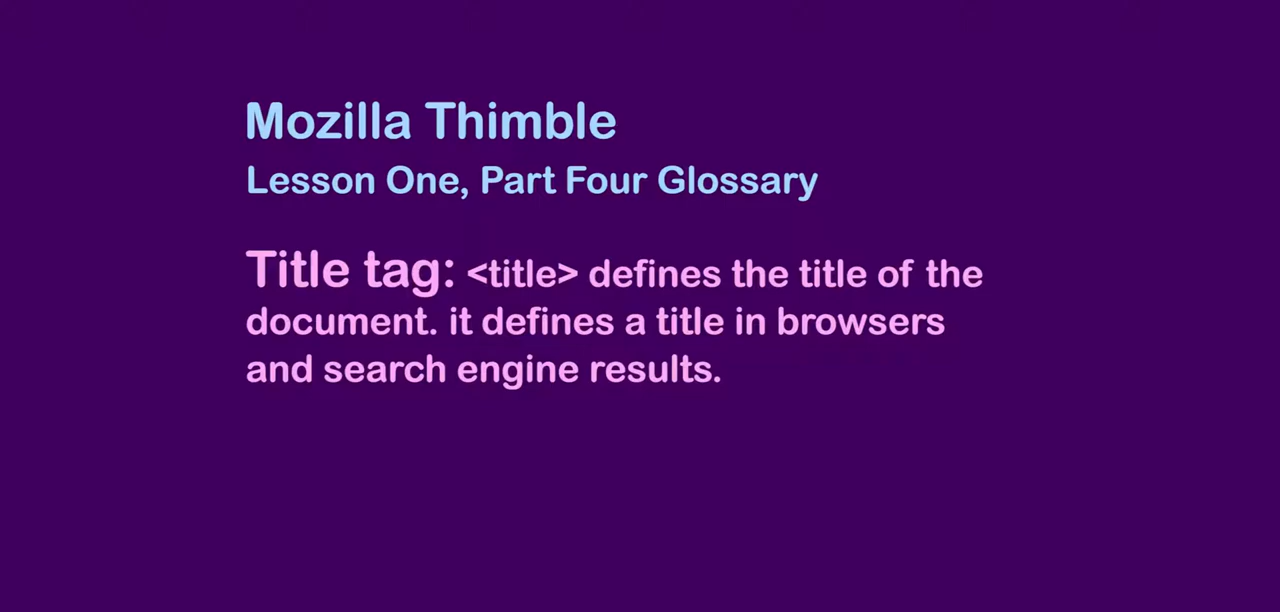 Mozilla Thimble
Lesson One, Part Four Glossary
Title tag: <title> defines the title of the
document. it defines a title in browsers
and search engine results.